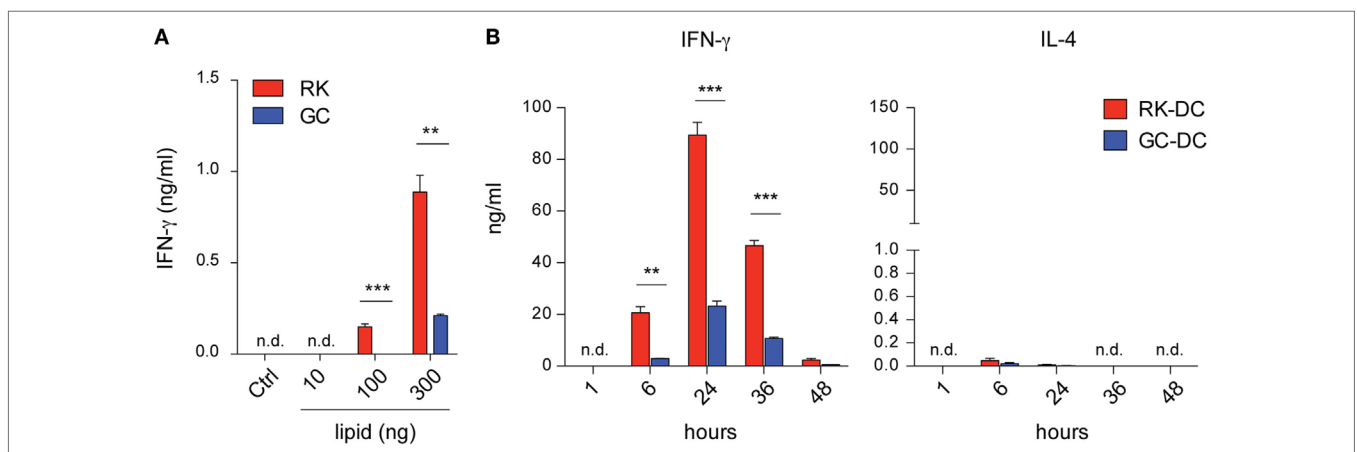 A
RK
GC
IFN-γ (ng/ml)
1.5
1.0
0.5
0.0
**
***
n.d.
n.d.
Ctrl
10
100
300
lipid (ng)
B
IFN-γ
ng/ml
100
80
60
40
20
0
***
***
**
n.d.
1
6
24
36
48
hours
IL-4
RK-DC
GC-DC
150
100
50
1.0
0.8
0.6
0.4
0.2
0.0
n.d.
n.d.
n.d.
1
6
24
36
48
hours